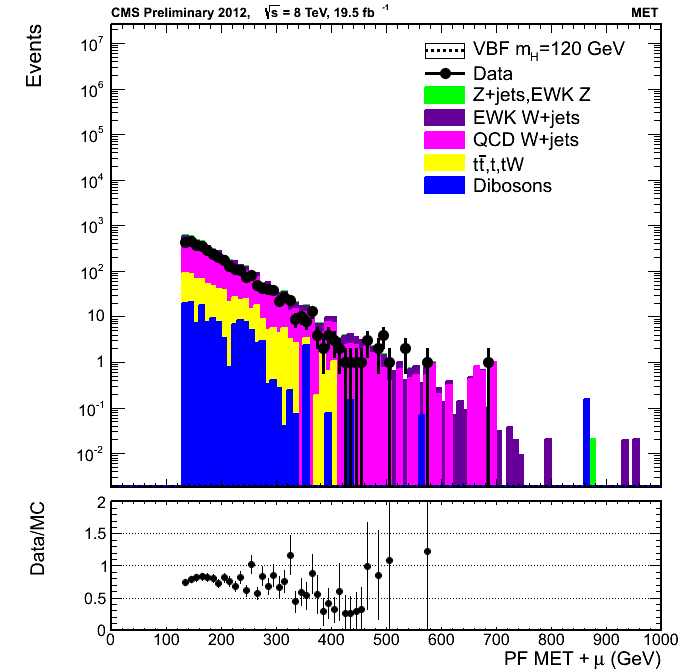 CMS Preliminary 2012, √s = 8 TeV, 19.5 fb⁻¹ MET
Events
10⁷
10⁶
10⁵
10⁴
10³
10²
10
1
10⁻¹
10⁻²
VBF m_H=120 GeV
Data
Z+jets,EWK Z
EWK W+jets
QCD W+jets
tt̄,t,tW
Dibosons
Data/MC
2
1.5
1
0.5
0
0 100 200 300 400 500 600 700 800 900 1000
PF MET + μ (GeV)